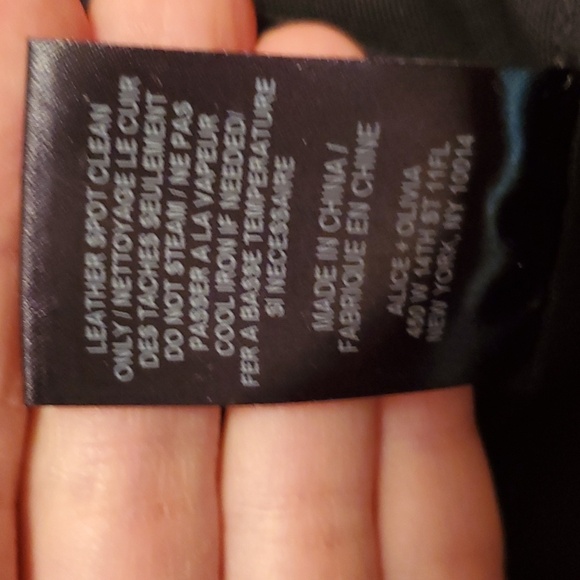 LEATHER SPOT CLEAN
ONLY / NETTOYAGE LE CUIR
DES TACHES SEULEMENT
DO NOT STEAM / NE PAS
PASSER A LA VAPEUR
COOL IRON IF NEEDED/
FER A BASSE TEMPERATURE
SI NECESSAIRE
MADE IN CHINA /
FABRIQUE EN CHINE
ALICE + OLIVIA
450 W 14TH ST 11FL
NEW YORK, NY 10014